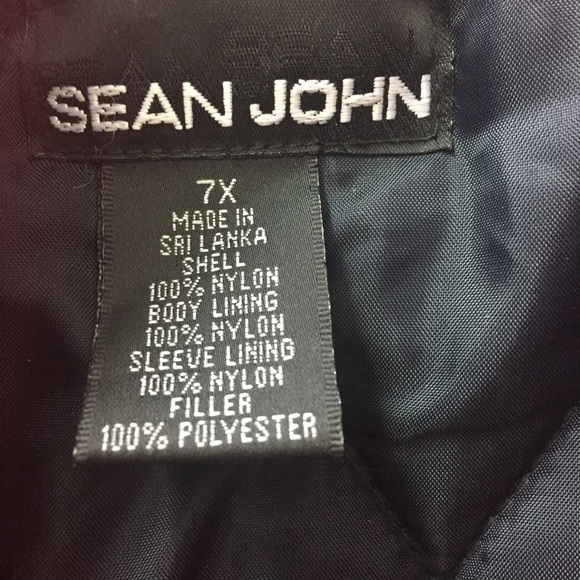 SEAN JOHN
7X
MADE IN
SRI LANKA
SHELL
100% NYLON
BODY LINING
100% NYLON
SLEEVE LINING
100% NYLON
FILLER
100% POLYESTER